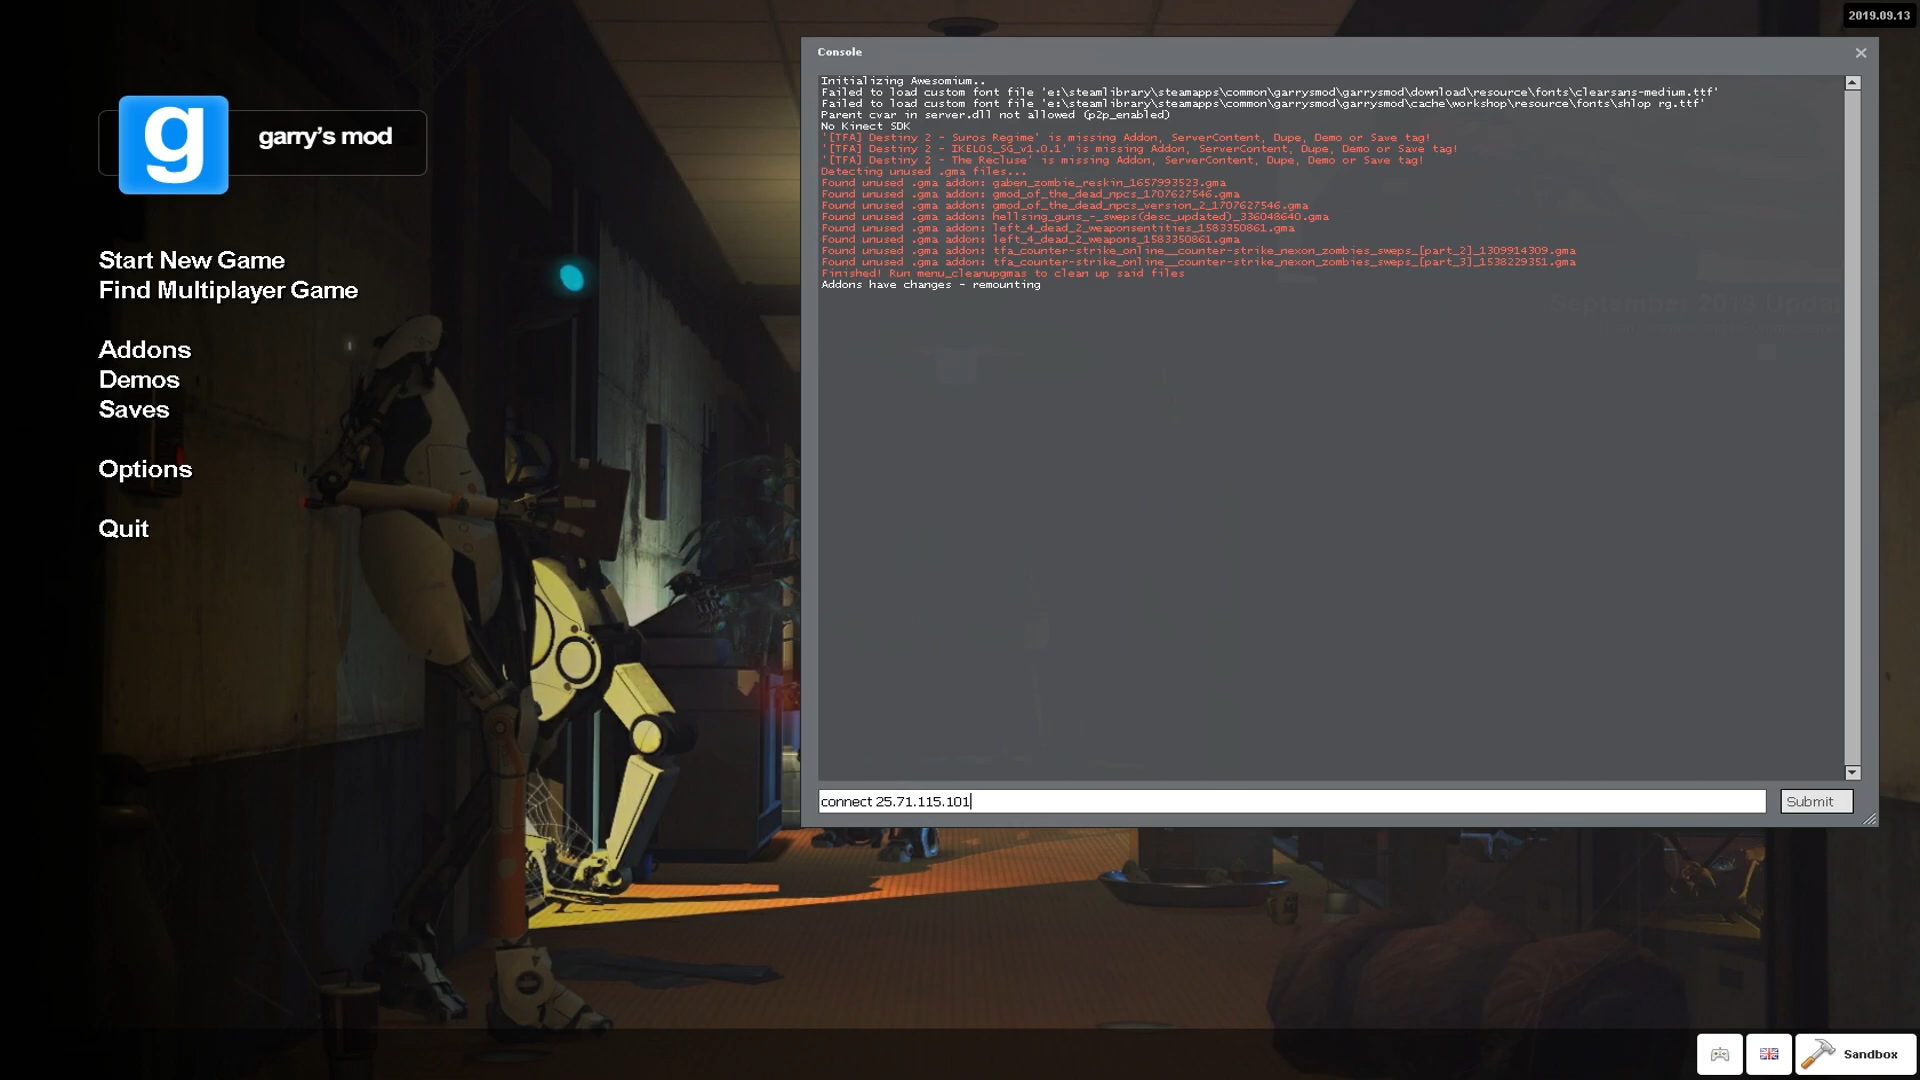 2019.09.13
g
garry's mod
Start New Game
Find Multiplayer Game
Addons
Demos
Saves
Options
Quit
Console
Initializing Awesomium..
Failed to load custom font file 'e:\steamlibrary\steamapps\common\garrysmod\garrysmod\download\resource\fonts\clearsans-medium.ttf'
Failed to load custom font file 'e:\steamlibrary\steamapps\common\garrysmod\garrysmod\cache\workshop\resource\fonts\shlop rg.ttf'
Parent cvar in server.dll not allowed (p2p_enabled)
No Kinect SDK
'[TFA] Destiny 2 - Suros Regime' is missing Addon, ServerContent, Dupe, Demo or Save tag!
'[TFA] Destiny 2 - IKELOS_SG_v1.0.1' is missing Addon, ServerContent, Dupe, Demo or Save tag!
'[TFA] Destiny 2 - The Recluse' is missing Addon, ServerContent, Dupe, Demo or Save tag!
Detecting unused .gma files...
Found unused .gma addon: gaben_zombie_reskin_1657993523.gma
Found unused .gma addon: gmod_of_the_dead_npcs_1707627546.gma
Found unused .gma addon: gmod_of_the_dead_npcs_version_2_1707627546.gma
Found unused .gma addon: hellsing_guns_-_sweps(desc_updated)_336048640.gma
Found unused .gma addon: left_4_dead_2_weaponsentities_1583350861.gma
Found unused .gma addon: left_4_dead_2_weapons_1583350861.gma
Found unused .gma addon: tfa_counter-strike_online__counter-strike_nexon_zombies_sweps_[part_2]_1309914309.gma
Found unused .gma addon: tfa_counter-strike_online__counter-strike_nexon_zombies_sweps_[part_3]_1538229351.gma
Finished! Run menu_cleanupgmas to clean up said files
Addons have changes - remounting
September 2019 Update
connect 25.71.115.101
Submit
Sandbox